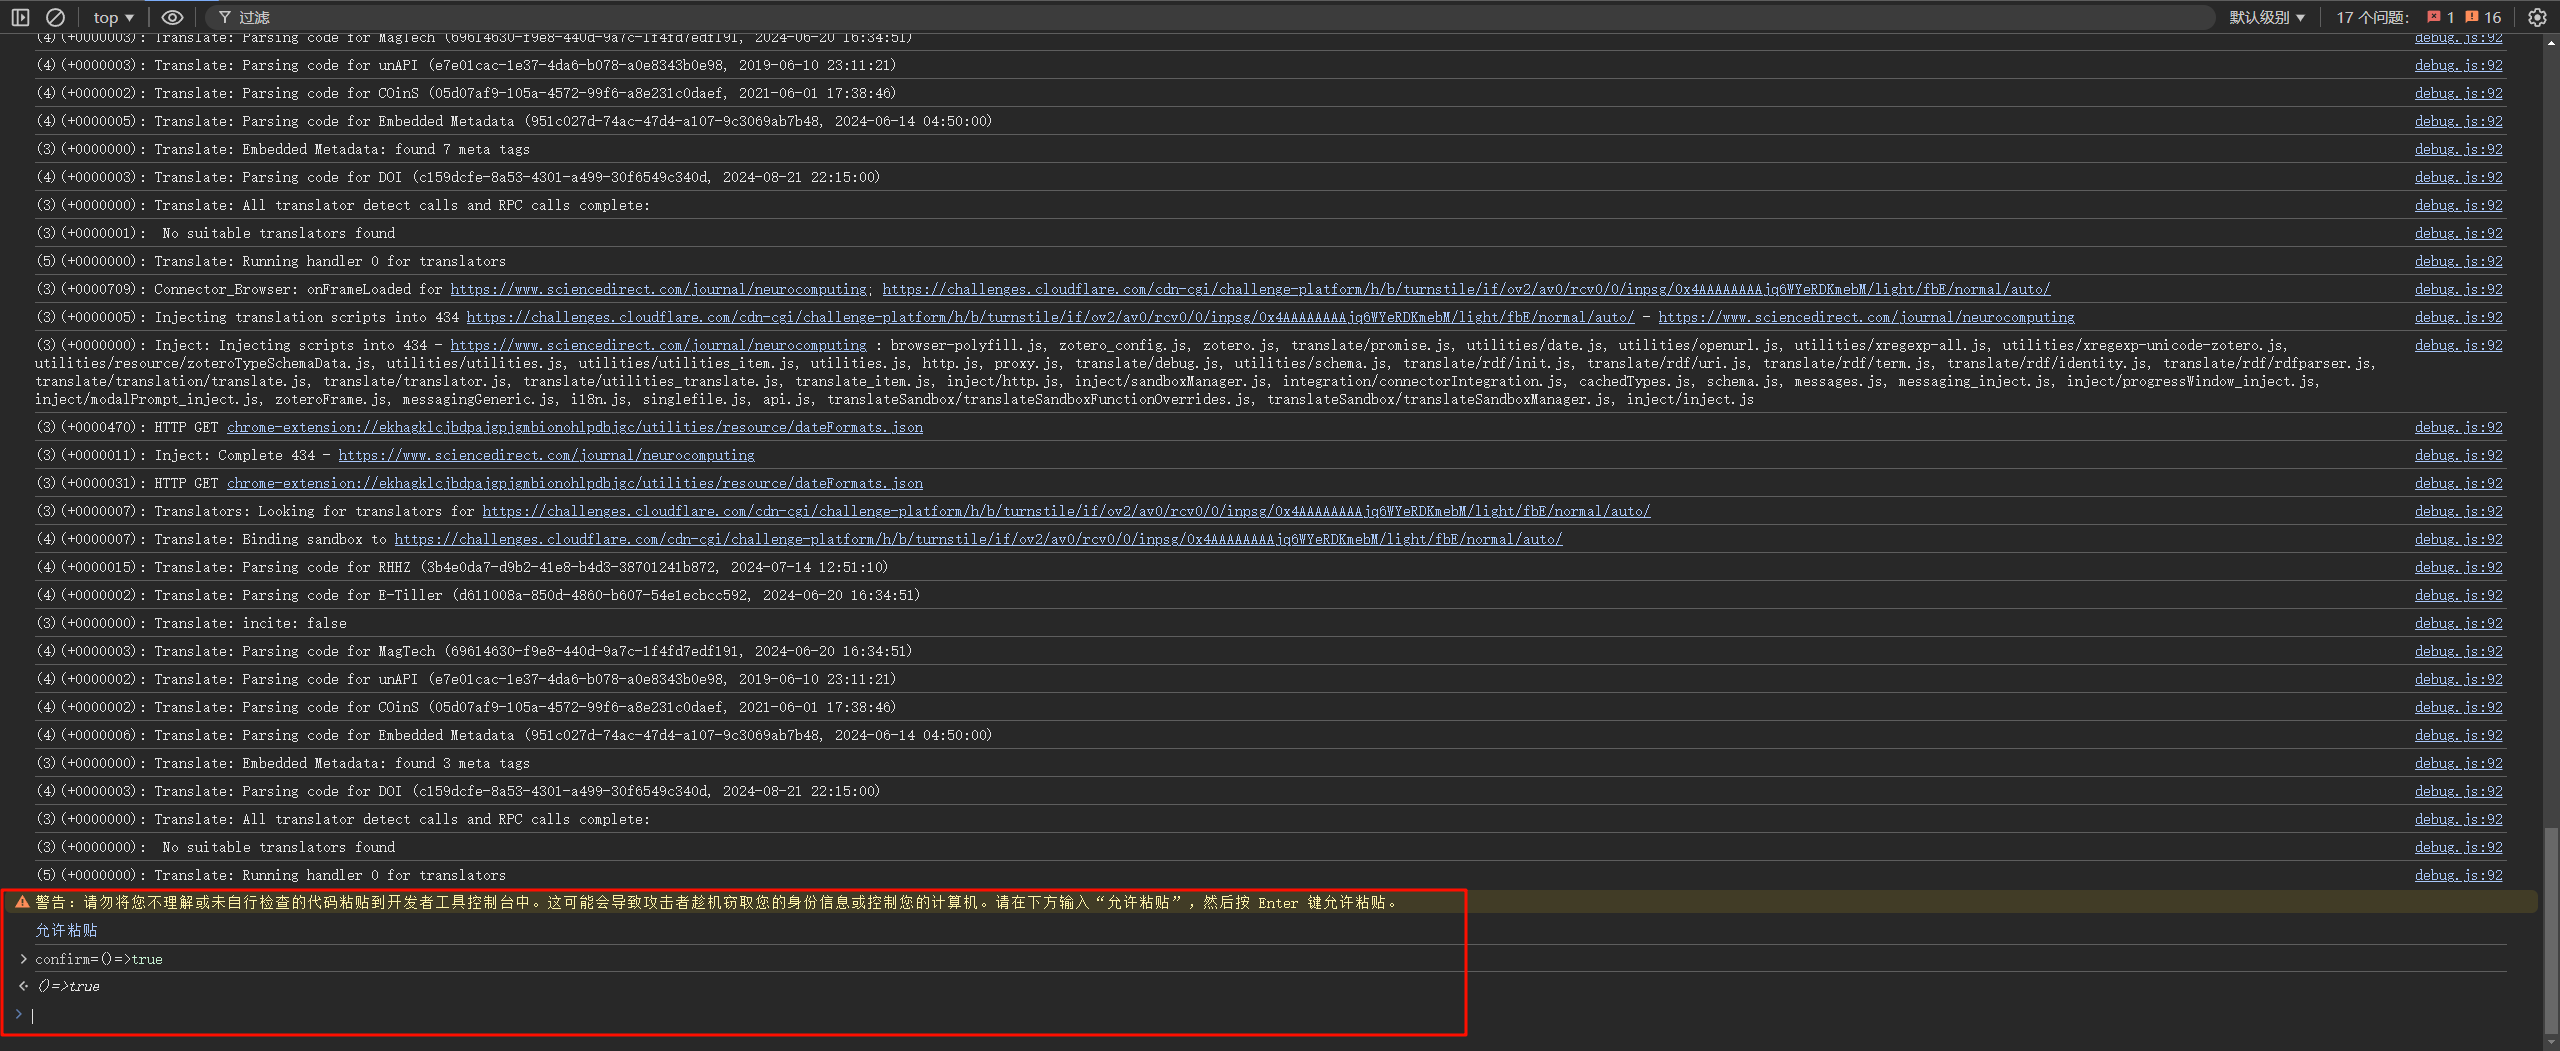 top ▼ 过滤 默认级别 ▼ 17 个问题: 1 16
(4)(+0000003): Translate: Parsing code for MagTech (69614630-f9e8-440d-9a7c-1f4fd7edf191, 2024-06-20 16:34:51) debug.js:92
(4)(+0000003): Translate: Parsing code for unAPI (e7e01cac-1e37-4da6-b078-a0e8343b0e98, 2019-06-10 23:11:21) debug.js:92
(4)(+0000002): Translate: Parsing code for COinS (05d07af9-105a-4572-99f6-a8e231c0daef, 2021-06-01 17:38:46) debug.js:92
(4)(+0000005): Translate: Parsing code for Embedded Metadata (951c027d-74ac-47d4-a107-9c3069ab7b48, 2024-06-14 04:50:00) debug.js:92
(3)(+0000000): Translate: Embedded Metadata: found 7 meta tags debug.js:92
(4)(+0000003): Translate: Parsing code for DOI (c159dcfe-8a53-4301-a499-30f6549c340d, 2024-08-21 22:15:00) debug.js:92
(3)(+0000000): Translate: All translator detect calls and RPC calls complete: debug.js:92
(3)(+0000001): No suitable translators found debug.js:92
(5)(+0000000): Translate: Running handler 0 for translators debug.js:92
(3)(+0000709): Connector_Browser: onFrameLoaded for https://www.sciencedirect.com/journal/neurocomputing; https://challenges.cloudflare.com/cdn-cgi/challenge-platform/h/b/turnstile/if/ov2/av0/rcv0/0/inpsg/0x4AAAAAAAAjq6WYeRDKmebM/light/fbE/normal/auto/ debug.js:92
(3)(+0000005): Injecting translation scripts into 434 https://challenges.cloudflare.com/cdn-cgi/challenge-platform/h/b/turnstile/if/ov2/av0/rcv0/0/inpsg/0x4AAAAAAAAjq6WYeRDKmebM/light/fbE/normal/auto/ - https://www.sciencedirect.com/journal/neurocomputing debug.js:92
(3)(+0000000): Inject: Injecting scripts into 434 - https://www.sciencedirect.com/journal/neurocomputing : browser-polyfill.js, zotero_config.js, zotero.js, translate/promise.js, utilities/date.js, utilities/openurl.js, utilities/xregexp-all.js, utilities/xregexp-unicode-zotero.js, debug.js:92
utilities/resource/zoteroTypeSchemaData.js, utilities/utilities.js, utilities/utilities_item.js, utilities.js, http.js, proxy.js, translate/debug.js, utilities/schema.js, translate/rdf/init.js, translate/rdf/uri.js, translate/rdf/term.js, translate/rdf/identity.js, translate/rdf/rdfparser.js,
translate/translation/translate.js, translate/translator.js, translate/utilities_translate.js, translate_item.js, inject/http.js, inject/sandboxManager.js, integration/connectorIntegration.js, cachedTypes.js, schema.js, messages.js, messaging_inject.js, inject/progressWindow_inject.js,
inject/modalPrompt_inject.js, zoteroFrame.js, messagingGeneric.js, i18n.js, singlefile.js, api.js, translateSandbox/translateSandboxFunctionOverrides.js, translateSandbox/translateSandboxManager.js, inject/inject.js
(3)(+0000470): HTTP GET chrome-extension://ekhagklcjbdpajgpjgmbionohlpdbjgc/utilities/resource/dateFormats.json debug.js:92
(3)(+0000011): Inject: Complete 434 - https://www.sciencedirect.com/journal/neurocomputing debug.js:92
(3)(+0000031): HTTP GET chrome-extension://ekhagklcjbdpajgpjgmbionohlpdbjgc/utilities/resource/dateFormats.json debug.js:92
(3)(+0000007): Translators: Looking for translators for https://challenges.cloudflare.com/cdn-cgi/challenge-platform/h/b/turnstile/if/ov2/av0/rcv0/0/inpsg/0x4AAAAAAAAjq6WYeRDKmebM/light/fbE/normal/auto/ debug.js:92
(4)(+0000007): Translate: Binding sandbox to https://challenges.cloudflare.com/cdn-cgi/challenge-platform/h/b/turnstile/if/ov2/av0/rcv0/0/inpsg/0x4AAAAAAAAjq6WYeRDKmebM/light/fbE/normal/auto/ debug.js:92
(4)(+0000015): Translate: Parsing code for RHHZ (3b4e0da7-d9b2-41e8-b4d3-38701241b872, 2024-07-14 12:51:10) debug.js:92
(4)(+0000002): Translate: Parsing code for E-Tiller (d611008a-850d-4860-b607-54e1ecbcc592, 2024-06-20 16:34:51) debug.js:92
(3)(+0000000): Translate: incite: false debug.js:92
(4)(+0000003): Translate: Parsing code for MagTech (69614630-f9e8-440d-9a7c-1f4fd7edf191, 2024-06-20 16:34:51) debug.js:92
(4)(+0000002): Translate: Parsing code for unAPI (e7e01cac-1e37-4da6-b078-a0e8343b0e98, 2019-06-10 23:11:21) debug.js:92
(4)(+0000002): Translate: Parsing code for COinS (05d07af9-105a-4572-99f6-a8e231c0daef, 2021-06-01 17:38:46) debug.js:92
(4)(+0000006): Translate: Parsing code for Embedded Metadata (951c027d-74ac-47d4-a107-9c3069ab7b48, 2024-06-14 04:50:00) debug.js:92
(3)(+0000000): Translate: Embedded Metadata: found 3 meta tags debug.js:92
(4)(+0000003): Translate: Parsing code for DOI (c159dcfe-8a53-4301-a499-30f6549c340d, 2024-08-21 22:15:00) debug.js:92
(3)(+0000000): Translate: All translator detect calls and RPC calls complete: debug.js:92
(3)(+0000000): No suitable translators found debug.js:92
(5)(+0000000): Translate: Running handler 0 for translators debug.js:92
警告：请勿将您不理解或未自行检查的代码粘贴到开发者工具控制台中。这可能会导致攻击者趁机窃取您的身份信息或控制您的计算机。请在下方输入“允许粘贴”，然后按 Enter 键允许粘贴。
允许粘贴
> confirm=()=>true
()=>true
>